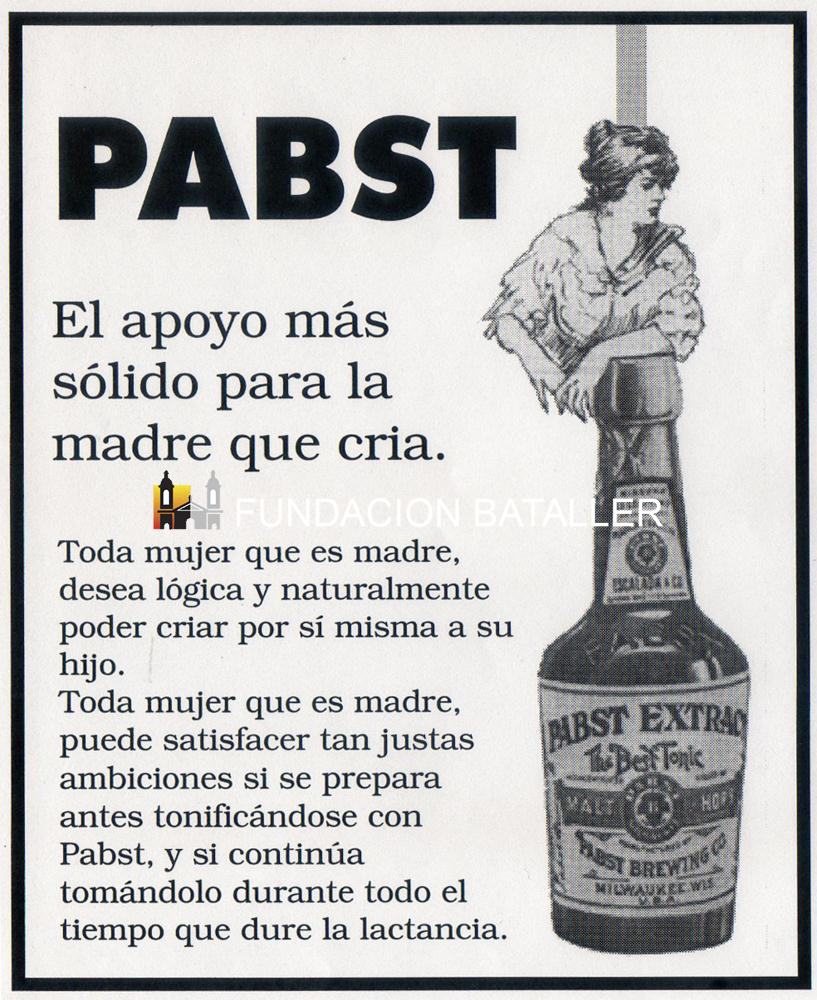 PABST
El apoyo más
sólido para la
madre que cria.
FUNDACION BATALLER
Toda mujer que es madre,
desea lógica y naturalmente
poder criar por sí misma a su
hijo.
Toda mujer que es madre,
puede satisfacer tan justas
ambiciones si se prepara
antes tonificándose con
Pabst, y si continúa
tomándolo durante todo el
tiempo que dure la lactancia.
ESCALADA & CO
PABST
PABST EXTRAC
The Best Tonic
MALT HOPS
PABST BREWING CO
MILWAUKEE WIS
U.S.A.